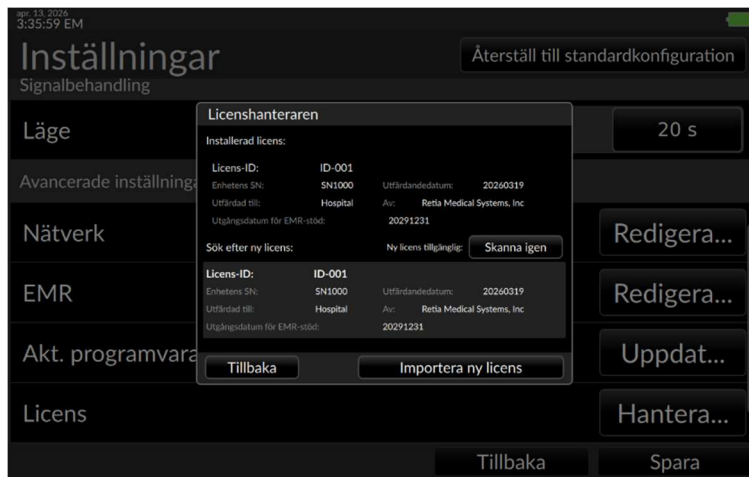 apr. 13, 2026
3:35:59 EM
Inställningar
Återställ till standardkonfiguration
Signalbehandling
Läge
20 s
Licenshanteraren
Installerad licens:
Licens-ID: ID-001
Enhetens SN: SN1000 Utfärdandedatum: 20260319
Utfärdad till: Hospital Av: Retia Medical Systems, Inc
Utgångsdatum för EMR-stöd: 20291231
Sök efter ny licens: Ny licens tillgänglig: Skanna igen
Licens-ID: ID-001
Enhetens SN: SN1000 Utfärdandedatum: 20260319
Utfärdad till: Hospital Av: Retia Medical Systems, Inc
Utgångsdatum för EMR-stöd: 20291231
Tillbaka Importera ny licens
Avancerade
Nätverk Redigera...
EMR Redigera...
Akt. programvara Uppdat...
Licens Hantera...
Tillbaka Spara